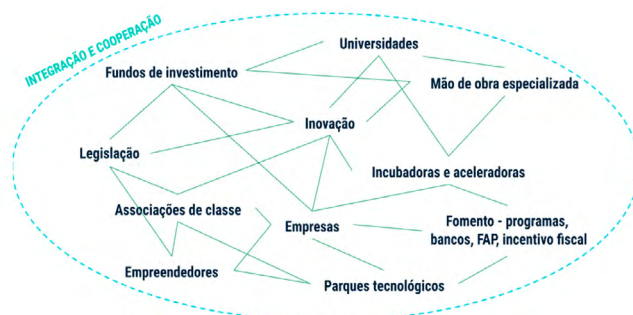 INTEGRAÇÃO E COOPERAÇÃO
Universidades
Fundos de investimento
Mão de obra especializada
Inovação
Legislação
Incubadoras e aceleradoras
Associações de classe
Empresas
Fomento - programas,
bancos, FAP, incentivo fiscal
Empreendedores
Parques tecnológicos